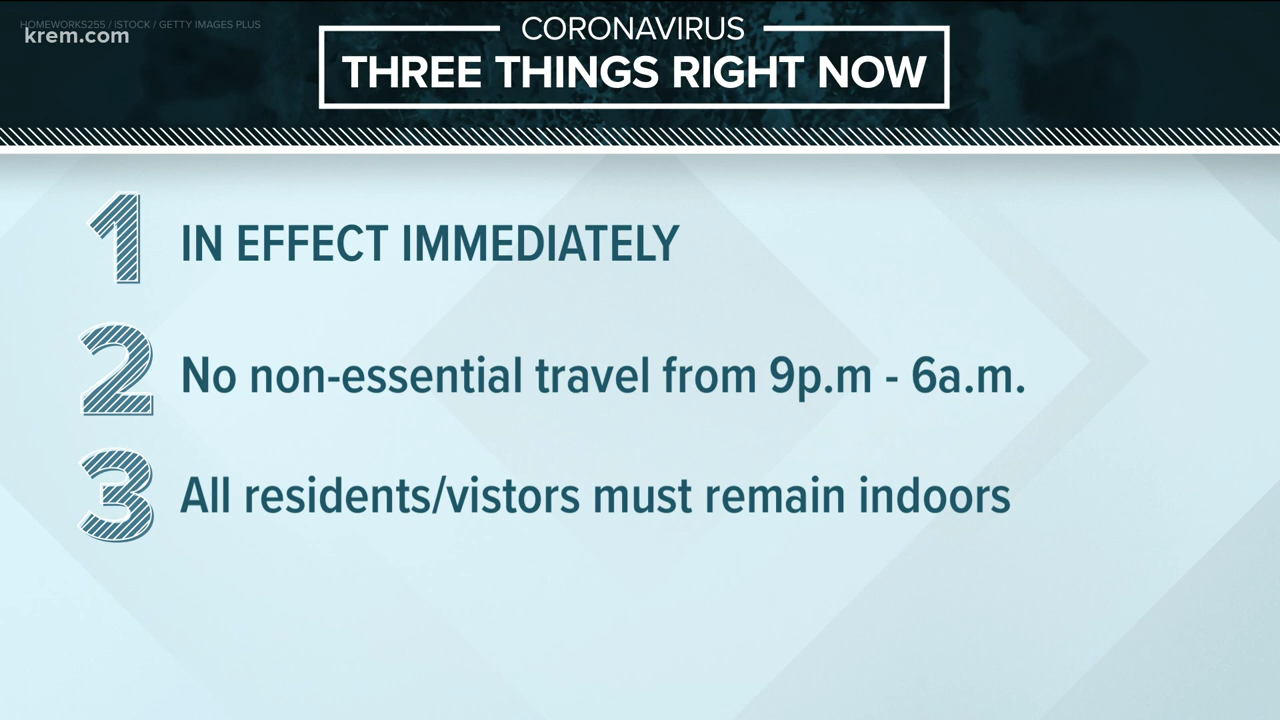 HOMEWORKS255 / iSTOCK / GETTY IMAGES PLUS
krem.com
CORONAVIRUS
THREE THINGS RIGHT NOW
1 IN EFFECT IMMEDIATELY
2 No non-essential travel from 9p.m - 6a.m.
3 All residents/vistors must remain indoors